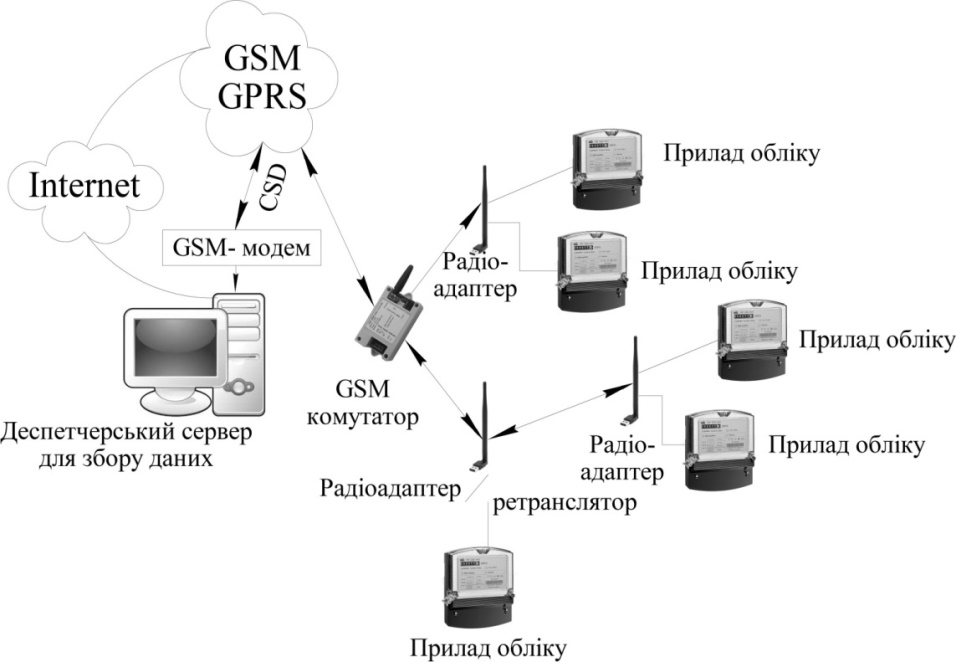 GSM
GPRS
Internet
CSD
GSM- модем
Прилад обліку
Радіо-
адаптер
Прилад обліку
Прилад обліку
GSM
комутатор
Деспетчерський сервер
для збору даних
Радіо-
адаптер
Прилад обліку
Радіоадаптер
ретранслятор
Прилад обліку